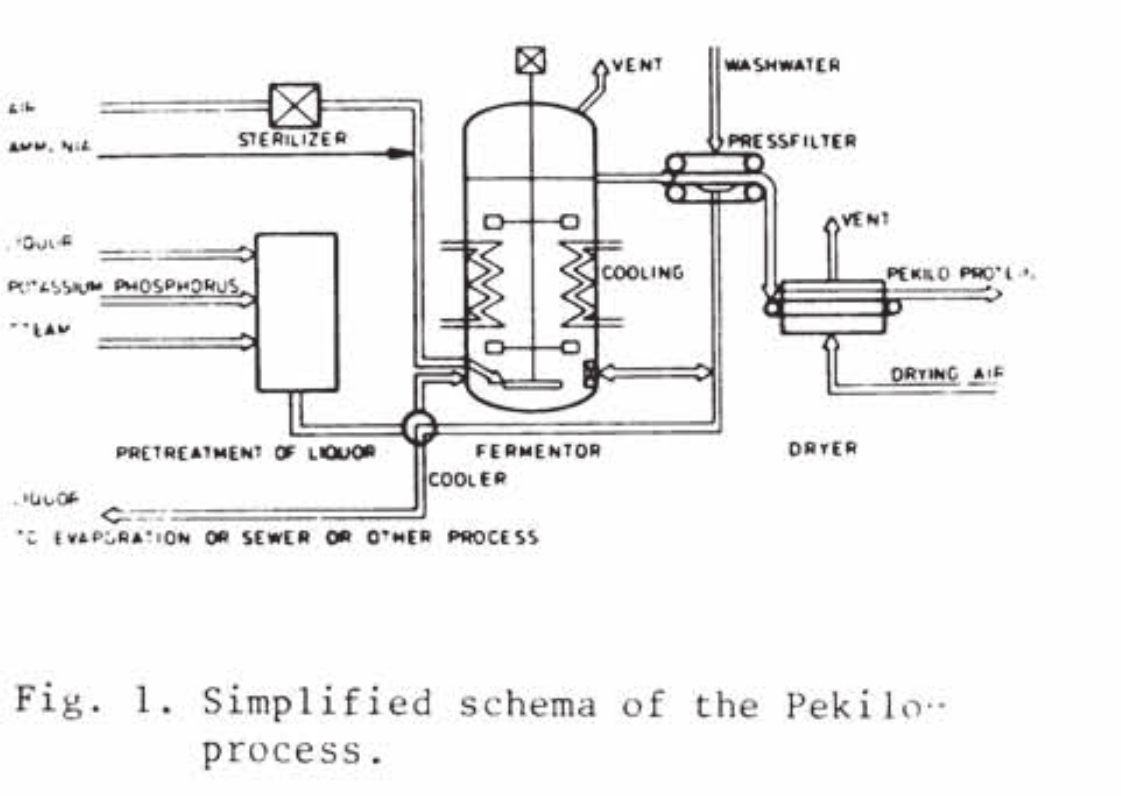 VENT
WASHWATER
AIR
STERILIZER
PRESSFILTER
AMMONIA
VENT
LIQUOR
COOLING
PEKILO PROTEIN
POTASSIUM PHOSPHORUS
STEAM
DRYING AIR
PRETREATMENT OF LIQUOR
FERMENTOR
DRYER
COOLER
LIQUOR
TO EVAPORATION OR SEWER OR OTHER PROCESS
Fig. 1. Simplified schema of the Pekilo-
process.